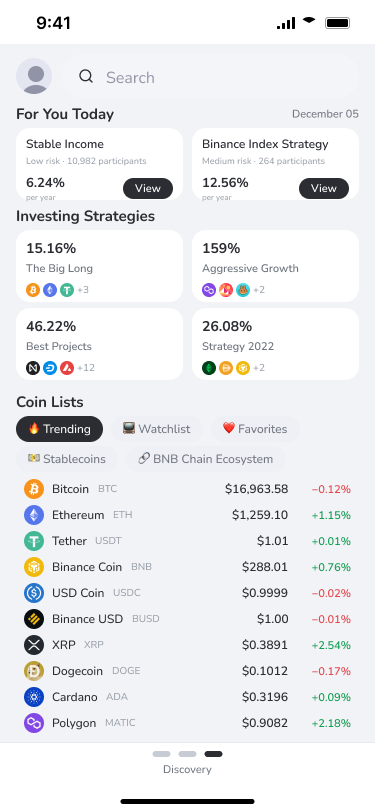 9:41
Search
For You Today December 05
Stable Income
Low risk · 10,982 participants
6.24%
per year
View
Binance Index Strategy
Medium risk · 264 participants
12.56%
per year
View
Investing Strategies
15.16%
The Big Long
+3
159%
Aggressive Growth
+2
46.22%
Best Projects
+12
26.08%
Strategy 2022
+2
Coin Lists
Trending Watchlist Favorites
Stablecoins BNB Chain Ecosystem
Bitcoin BTC $16,963.58 −0.12%
Ethereum ETH $1,259.10 +1.15%
Tether USDT $1.01 +0.01%
Binance Coin BNB $288.01 +0.76%
USD Coin USDC $0.9999 −0.02%
Binance USD BUSD $1.00 −0.01%
XRP XRP $0.3891 +2.54%
Dogecoin DOGE $0.1012 −0.17%
Cardano ADA $0.3196 +0.09%
Polygon MATIC $0.9082 +2.18%
Discovery